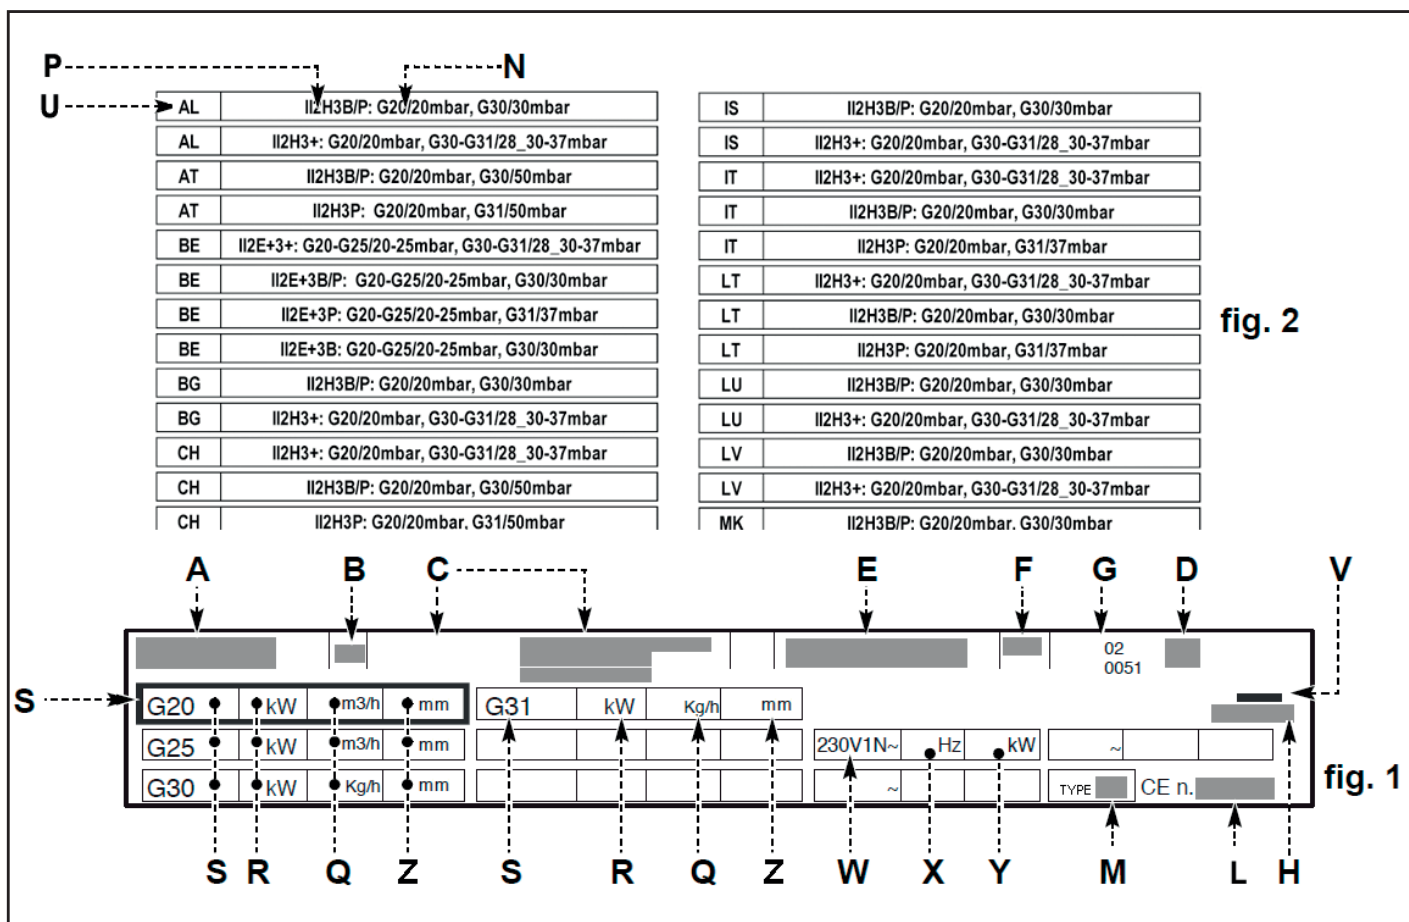 P N
U
AL II2H3B/P: G20/20mbar, G30/30mbar
AL II2H3+: G20/20mbar, G30-G31/28_30-37mbar
AT II2H3B/P: G20/20mbar, G30/50mbar
AT II2H3P: G20/20mbar, G31/50mbar
BE II2E+3+: G20-G25/20-25mbar, G30-G31/28_30-37mbar
BE II2E+3B/P: G20-G25/20-25mbar, G30/30mbar
BE II2E+3P: G20-G25/20-25mbar, G31/37mbar
BE II2E+3B: G20-G25/20-25mbar, G30/30mbar
BG II2H3B/P: G20/20mbar, G30/30mbar
BG II2H3+: G20/20mbar, G30-G31/28_30-37mbar
CH II2H3+: G20/20mbar, G30-G31/28_30-37mbar
CH II2H3B/P: G20/20mbar, G30/50mbar
CH II2H3P: G20/20mbar, G31/50mbar
IS II2H3B/P: G20/20mbar, G30/30mbar
IS II2H3+: G20/20mbar, G30-G31/28_30-37mbar
IT II2H3+: G20/20mbar, G30-G31/28_30-37mbar
IT II2H3B/P: G20/20mbar, G30/30mbar
IT II2H3P: G20/20mbar, G31/37mbar
LT II2H3+: G20/20mbar, G30-G31/28_30-37mbar
LT II2H3B/P: G20/20mbar, G30/30mbar
LT II2H3P: G20/20mbar, G31/37mbar
LU II2H3B/P: G20/20mbar, G30/30mbar
LU II2H3+: G20/20mbar, G30-G31/28_30-37mbar
LV II2H3B/P: G20/20mbar, G30/30mbar
LV II2H3+: G20/20mbar, G30-G31/28_30-37mbar
MK II2H3B/P: G20/20mbar, G30/30mbar
fig. 2
A B C E F G D V
02
0051
S G20 kW m3/h mm G31 kW Kg/h mm
G25 kW m3/h mm 230V1N~ Hz kW ~
G30 kW Kg/h mm ~ TYPE CE n.
fig. 1
S R Q Z S R Q Z W X Y M L H